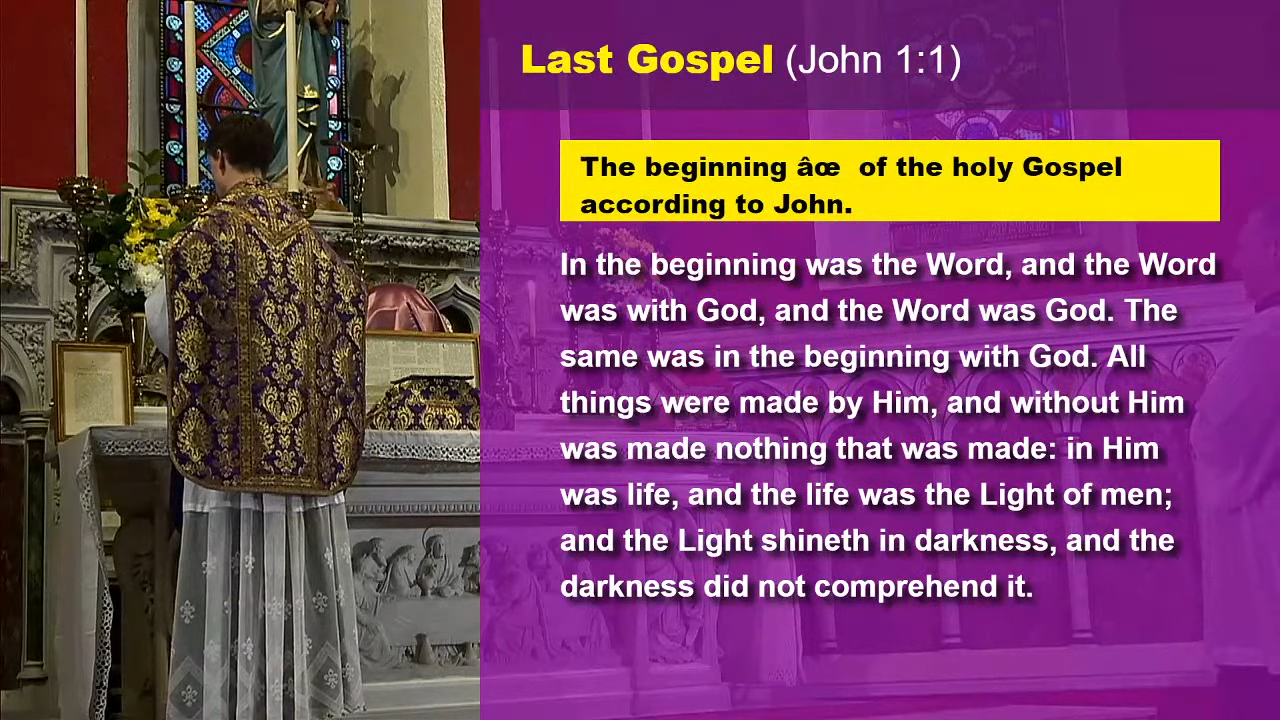 Last Gospel (John 1:1)
The beginning âœ of the holy Gospel
according to John.
In the beginning was the Word, and the Word
was with God, and the Word was God. The
same was in the beginning with God. All
things were made by Him, and without Him
was made nothing that was made: in Him
was life, and the life was the Light of men;
and the Light shineth in darkness, and the
darkness did not comprehend it.